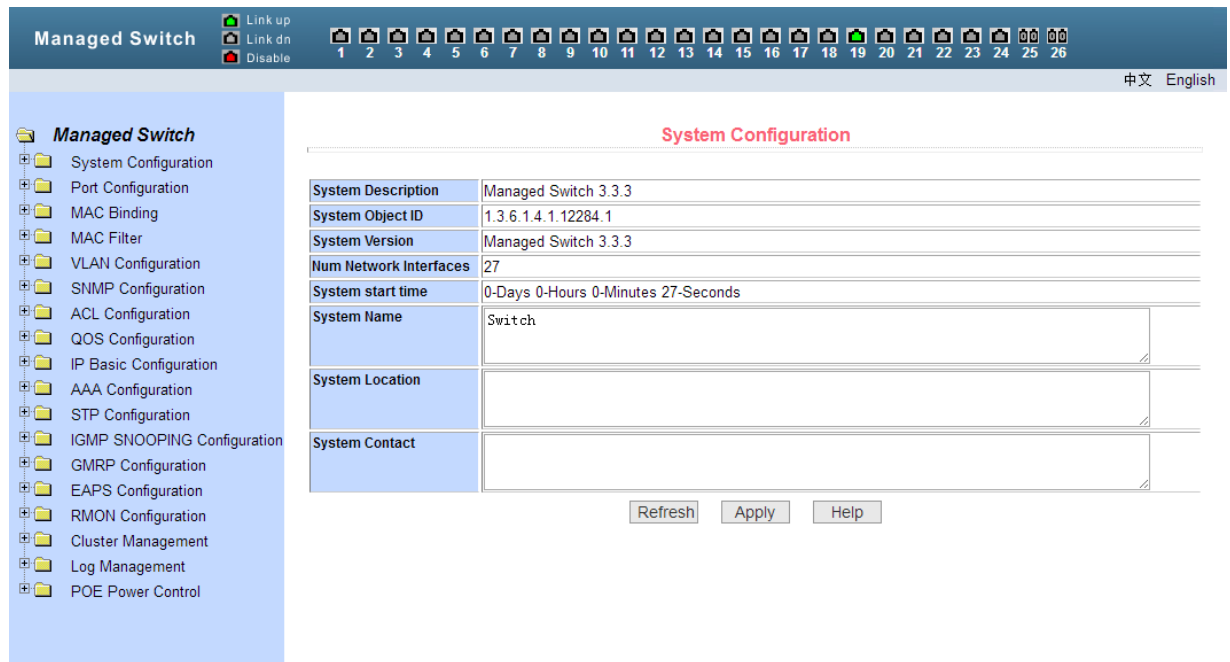 Managed Switch
Link up
Link dn
Disable
1 2 3 4 5 6 7 8 9 10 11 12 13 14 15 16 17 18 19 20 21 22 23 24 25 26
中文 English
Managed Switch
System Configuration
Port Configuration
MAC Binding
MAC Filter
VLAN Configuration
SNMP Configuration
ACL Configuration
QOS Configuration
IP Basic Configuration
AAA Configuration
STP Configuration
IGMP SNOOPING Configuration
GMRP Configuration
EAPS Configuration
RMON Configuration
Cluster Management
Log Management
POE Power Control
System Configuration
System Description Managed Switch 3.3.3
System Object ID 1.3.6.1.4.1.12284.1
System Version Managed Switch 3.3.3
Num Network Interfaces 27
System start time 0-Days 0-Hours 0-Minutes 27-Seconds
System Name Switch
System Location
System Contact
Refresh Apply Help